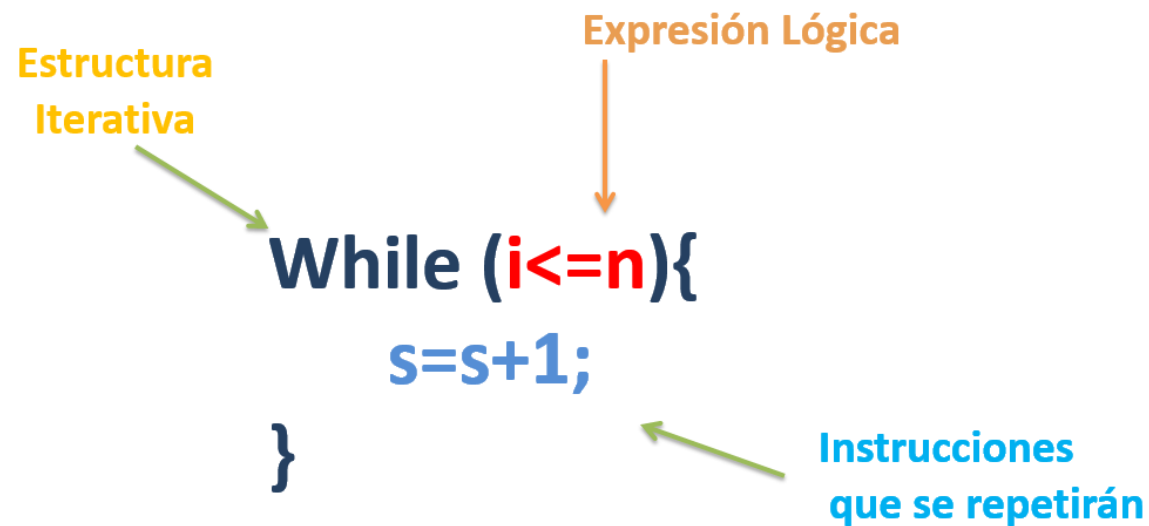 Expresión Lógica
Estructura
Iterativa
While (i<=n){
s=s+1;
}
Instrucciones
que se repetirán